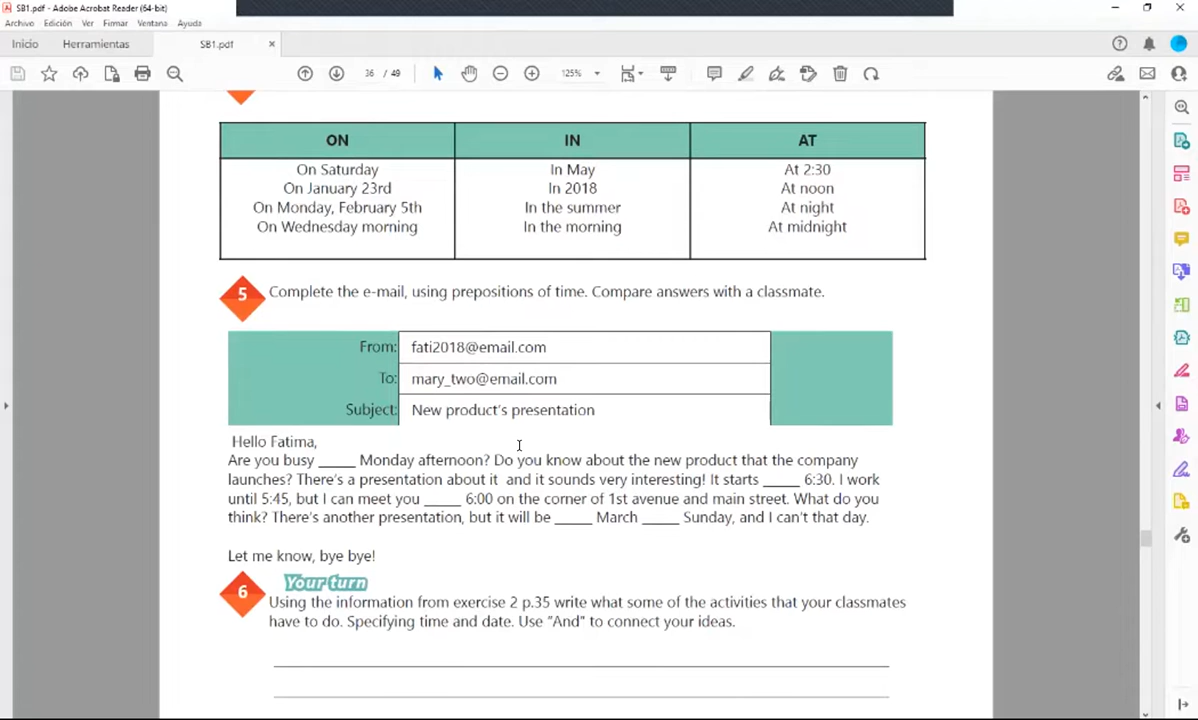 SB1.pdf - Adobe Acrobat Reader (64-bit)
Archivo Edición Ver Firmar Ventana Ayuda
Inicio Herramientas SB1.pdf ×
36 / 49 125%
ON IN AT
On Saturday In May At 2:30
On January 23rd In 2018 At noon
On Monday, February 5th In the summer At night
On Wednesday morning In the morning At midnight
5 Complete the e-mail, using prepositions of time. Compare answers with a classmate.
From: fati2018@email.com
To: mary_two@email.com
Subject: New product's presentation
Hello Fatima,
Are you busy _____ Monday afternoon? Do you know about the new product that the company
launches? There's a presentation about it and it sounds very interesting! It starts _____ 6:30. I work
until 5:45, but I can meet you _____ 6:00 on the corner of 1st avenue and main street. What do you
think? There's another presentation, but it will be _____ March _____ Sunday, and I can't that day.
Let me know, bye bye!
Your turn
6 Using the information from exercise 2 p.35 write what some of the activities that your classmates
have to do. Specifying time and date. Use "And" to connect your ideas.